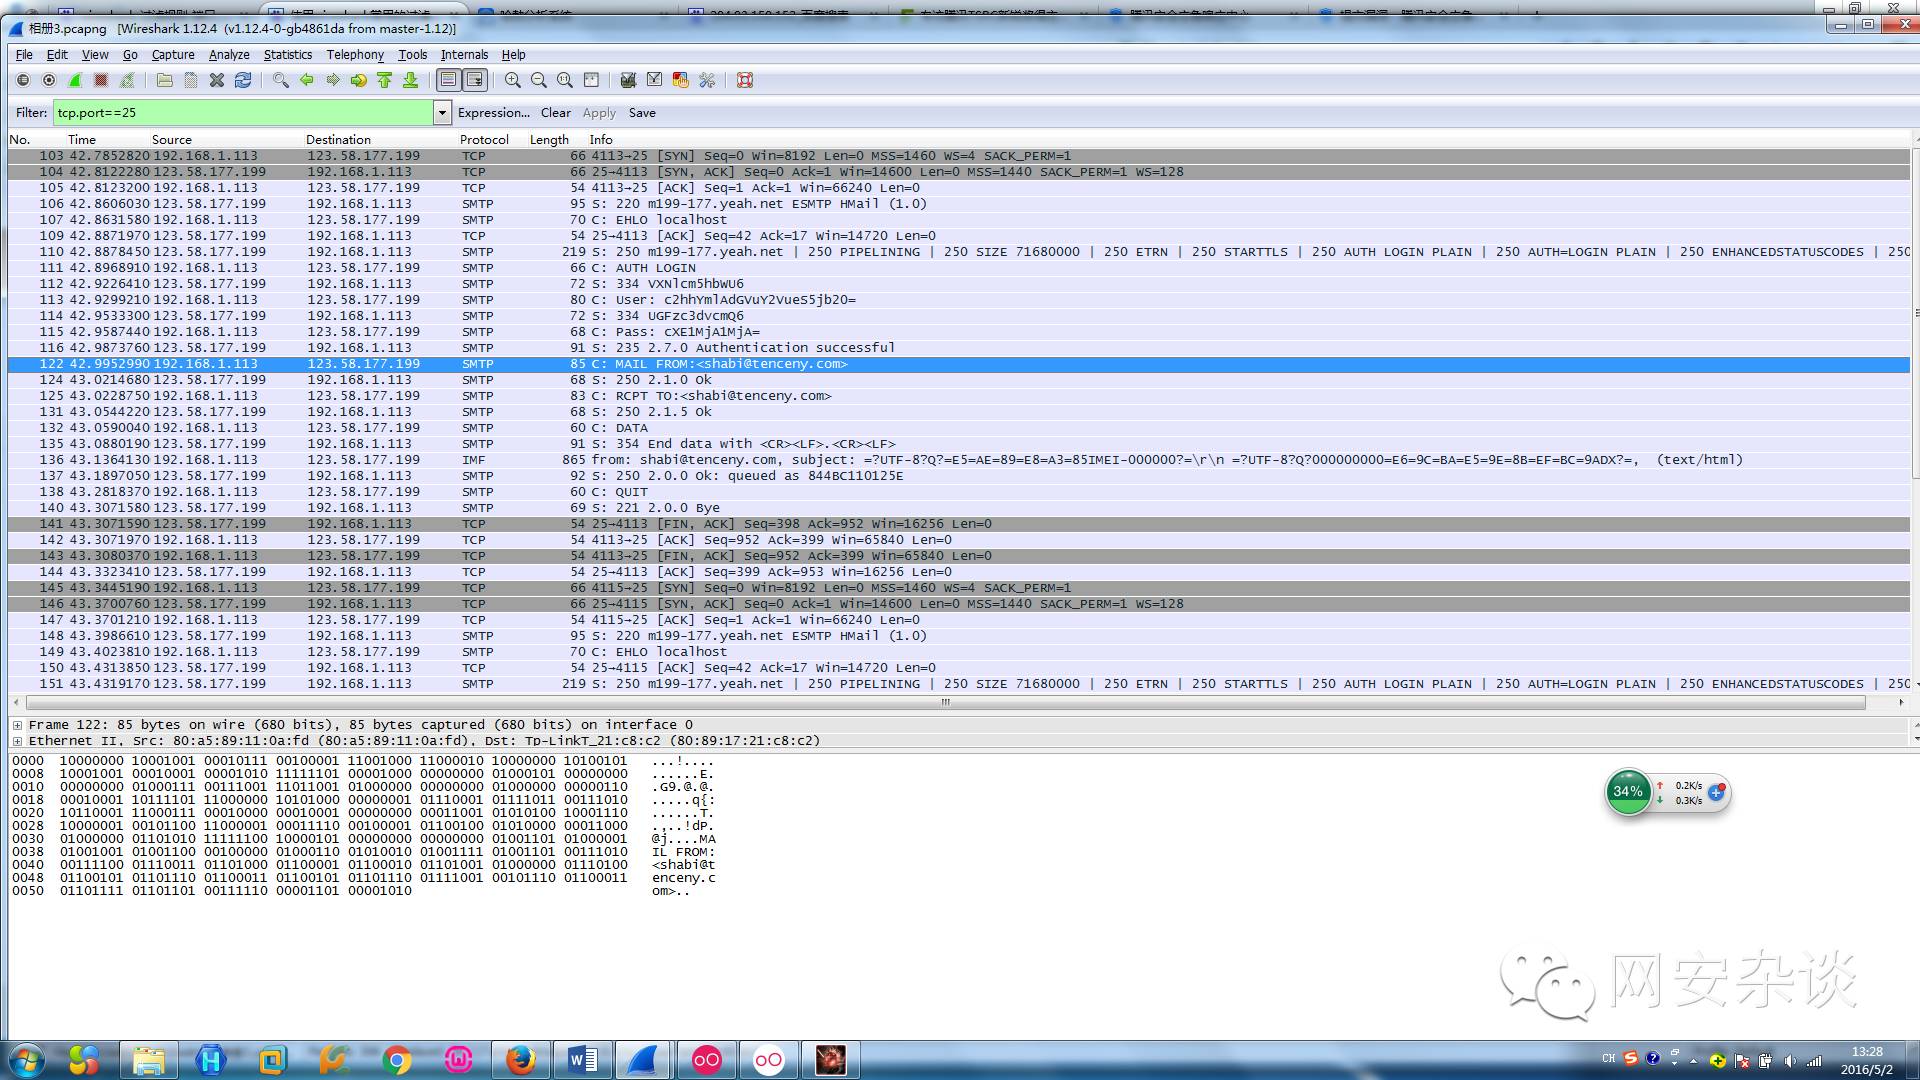 相册3.pcapng [Wireshark 1.12.4 (v1.12.4-0-gb4861da from master-1.12)]
File Edit View Go Capture Analyze Statistics Telephony Tools Internals Help
Filter: tcp.port==25 Expression... Clear Apply Save
No. Time Source Destination Protocol Length Info
103 42.7852820 192.168.1.113 123.58.177.199 TCP 66 4113→25 [SYN] Seq=0 Win=8192 Len=0 MSS=1460 WS=4 SACK_PERM=1
104 42.8122280 123.58.177.199 192.168.1.113 TCP 66 25→4113 [SYN, ACK] Seq=0 Ack=1 Win=14600 Len=0 MSS=1440 SACK_PERM=1 WS=128
105 42.8123200 192.168.1.113 123.58.177.199 TCP 54 4113→25 [ACK] Seq=1 Ack=1 Win=66240 Len=0
106 42.8606030 123.58.177.199 192.168.1.113 SMTP 95 S: 220 m199-177.yeah.net ESMTP HMail (1.0)
107 42.8631580 192.168.1.113 123.58.177.199 SMTP 70 C: EHLO localhost
109 42.8871970 123.58.177.199 192.168.1.113 TCP 54 25→4113 [ACK] Seq=42 Ack=17 Win=14720 Len=0
110 42.8878450 123.58.177.199 192.168.1.113 SMTP 219 S: 250 m199-177.yeah.net | 250 PIPELINING | 250 SIZE 71680000 | 250 ETRN | 250 STARTTLS | 250 AUTH LOGIN PLAIN | 250 AUTH=LOGIN PLAIN | 250 ENHANCEDSTATUSCODES | 250
111 42.8968910 192.168.1.113 123.58.177.199 SMTP 66 C: AUTH LOGIN
112 42.9226410 123.58.177.199 192.168.1.113 SMTP 72 S: 334 VXNlcm5hbWU6
113 42.9299210 192.168.1.113 123.58.177.199 SMTP 80 C: User: c2hhYmlAdGVuY2VueS5jb20=
114 42.9533300 123.58.177.199 192.168.1.113 SMTP 72 S: 334 UGFzc3dvcmQ6
115 42.9587440 192.168.1.113 123.58.177.199 SMTP 68 C: Pass: cXE1MjA1MjA=
116 42.9873760 123.58.177.199 192.168.1.113 SMTP 91 S: 235 2.7.0 Authentication successful
122 42.9952990 192.168.1.113 123.58.177.199 SMTP 85 C: MAIL FROM:<shabi@tenceny.com>
124 43.0214680 123.58.177.199 192.168.1.113 SMTP 68 S: 250 2.1.0 Ok
125 43.0228750 192.168.1.113 123.58.177.199 SMTP 83 C: RCPT TO:<shabi@tenceny.com>
131 43.0544220 123.58.177.199 192.168.1.113 SMTP 68 S: 250 2.1.5 Ok
132 43.0590040 192.168.1.113 123.58.177.199 SMTP 60 C: DATA
135 43.0880190 123.58.177.199 192.168.1.113 SMTP 91 S: 354 End data with <CR><LF>.<CR><LF>
136 43.1364130 192.168.1.113 123.58.177.199 IMF 865 from: shabi@tenceny.com, subject: =?UTF-8?Q?=E5=AE=89=E8=A3=85IMEI-000000?=\r\n =?UTF-8?Q?000000000=E6=9C=BA=E5=9E=8B=EF=BC=9ADX?=, (text/html)
137 43.1897050 123.58.177.199 192.168.1.113 SMTP 92 S: 250 2.0.0 Ok: queued as 844BC110125E
138 43.2818370 192.168.1.113 123.58.177.199 SMTP 60 C: QUIT
140 43.3071580 123.58.177.199 192.168.1.113 SMTP 69 S: 221 2.0.0 Bye
141 43.3071590 123.58.177.199 192.168.1.113 TCP 54 25→4113 [FIN, ACK] Seq=398 Ack=952 Win=16256 Len=0
142 43.3071970 192.168.1.113 123.58.177.199 TCP 54 4113→25 [ACK] Seq=952 Ack=399 Win=65840 Len=0
143 43.3080370 192.168.1.113 123.58.177.199 TCP 54 4113→25 [FIN, ACK] Seq=952 Ack=399 Win=65840 Len=0
144 43.3323410 123.58.177.199 192.168.1.113 TCP 54 25→4113 [ACK] Seq=399 Ack=953 Win=16256 Len=0
145 43.3445190 192.168.1.113 123.58.177.199 TCP 66 4115→25 [SYN] Seq=0 Win=8192 Len=0 MSS=1460 WS=4 SACK_PERM=1
146 43.3700760 123.58.177.199 192.168.1.113 TCP 66 25→4115 [SYN, ACK] Seq=0 Ack=1 Win=14600 Len=0 MSS=1440 SACK_PERM=1 WS=128
147 43.3701210 192.168.1.113 123.58.177.199 TCP 54 4115→25 [ACK] Seq=1 Ack=1 Win=66240 Len=0
148 43.3986610 123.58.177.199 192.168.1.113 SMTP 95 S: 220 m199-177.yeah.net ESMTP HMail (1.0)
149 43.4023810 192.168.1.113 123.58.177.199 SMTP 70 C: EHLO localhost
150 43.4313850 123.58.177.199 192.168.1.113 TCP 54 25→4115 [ACK] Seq=42 Ack=17 Win=14720 Len=0
151 43.4319170 123.58.177.199 192.168.1.113 SMTP 219 S: 250 m199-177.yeah.net | 250 PIPELINING | 250 SIZE 71680000 | 250 ETRN | 250 STARTTLS | 250 AUTH LOGIN PLAIN | 250 AUTH=LOGIN PLAIN | 250 ENHANCEDSTATUSCODES | 250
Frame 122: 85 bytes on wire (680 bits), 85 bytes captured (680 bits) on interface 0
Ethernet II, Src: 80:a5:89:11:0a:fd (80:a5:89:11:0a:fd), Dst: Tp-LinkT_21:c8:c2 (80:89:17:21:c8:c2)
0000 10000000 10001001 00010111 00100001 11001000 11000010 10000000 10100101 ...!....
0008 10001001 00010001 00001010 11111101 00001000 00000000 01000101 00000000 ......E.
0010 00000000 01000111 00111001 11011001 01000000 00000000 01000000 00000110 .G9.@.@.
0018 00010001 10111101 11000000 10101000 00000001 01110001 01111011 00111010 .....q{:
0020 10110001 11000111 00010000 00010001 00000000 00011001 01010100 10001110 ......T.
0028 10000001 00101100 11000001 00011110 00100001 01100100 01010000 00011000 .,..!dP.
0030 01000000 01101010 11111100 10000101 00000000 00000000 01001101 01000001 @j....MA
0038 01001001 01001100 00100000 01000110 01010010 01001111 01001101 00111010 IL FROM:
0040 00111100 01110011 01101000 01100001 01100010 01101001 01000000 01110100 <shabi@t
0048 01100101 01101110 01100011 01100101 01101110 01111001 00101110 01100011 enceny.c
0050 01101111 01101101 00111110 00001101 00001010 om>..
34% 0.2K/s
0.3K/s
网安杂谈
CH 13:28
2016/5/2